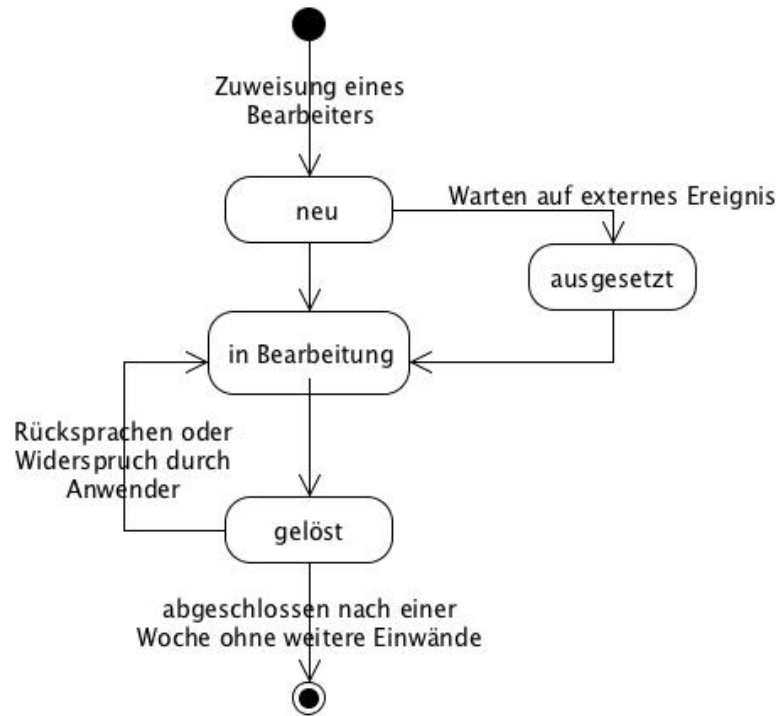 Zuweisung eines
Bearbeiters
neu
Warten auf externes Ereignis
ausgesetzt
in Bearbeitung
Rücksprachen oder
Widerspruch durch
Anwender
gelöst
abgeschlossen nach einer
Woche ohne weitere Einwände